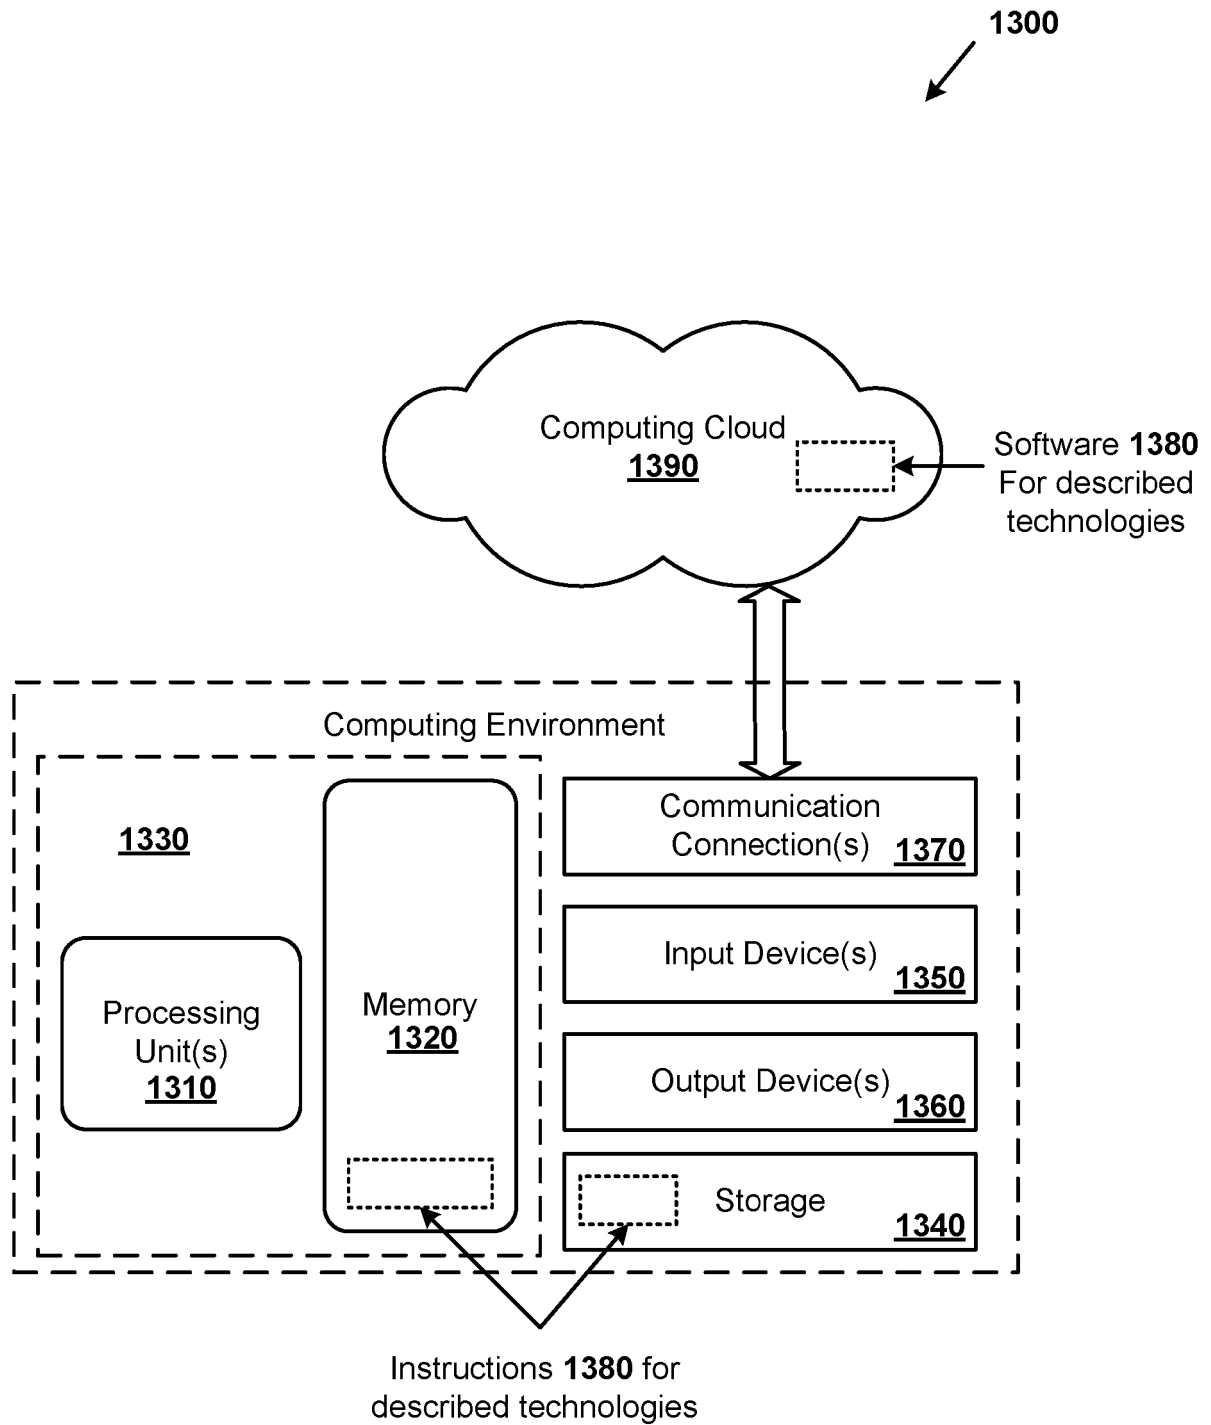 1300
Computing Cloud
1390
Software 1380
For described
technologies
Computing Environment
1330
Processing
Unit(s)
1310
Memory
1320
Communication
Connection(s)
1370
Input Device(s)
1350
Output Device(s)
1360
Storage
1340
Instructions 1380 for
described technologies